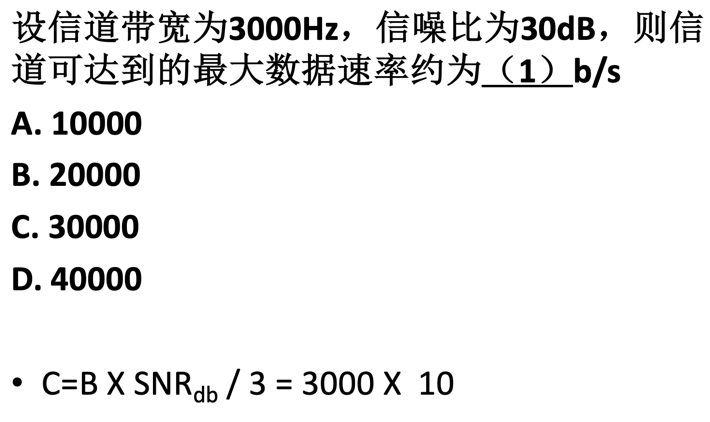 设信道带宽为3000Hz，信噪比为30dB，则信
道可达到的最大数据速率约为（1）b/s
A. 10000
B. 20000
C. 30000
D. 40000
• C=B X SNRdb / 3 = 3000 X 10